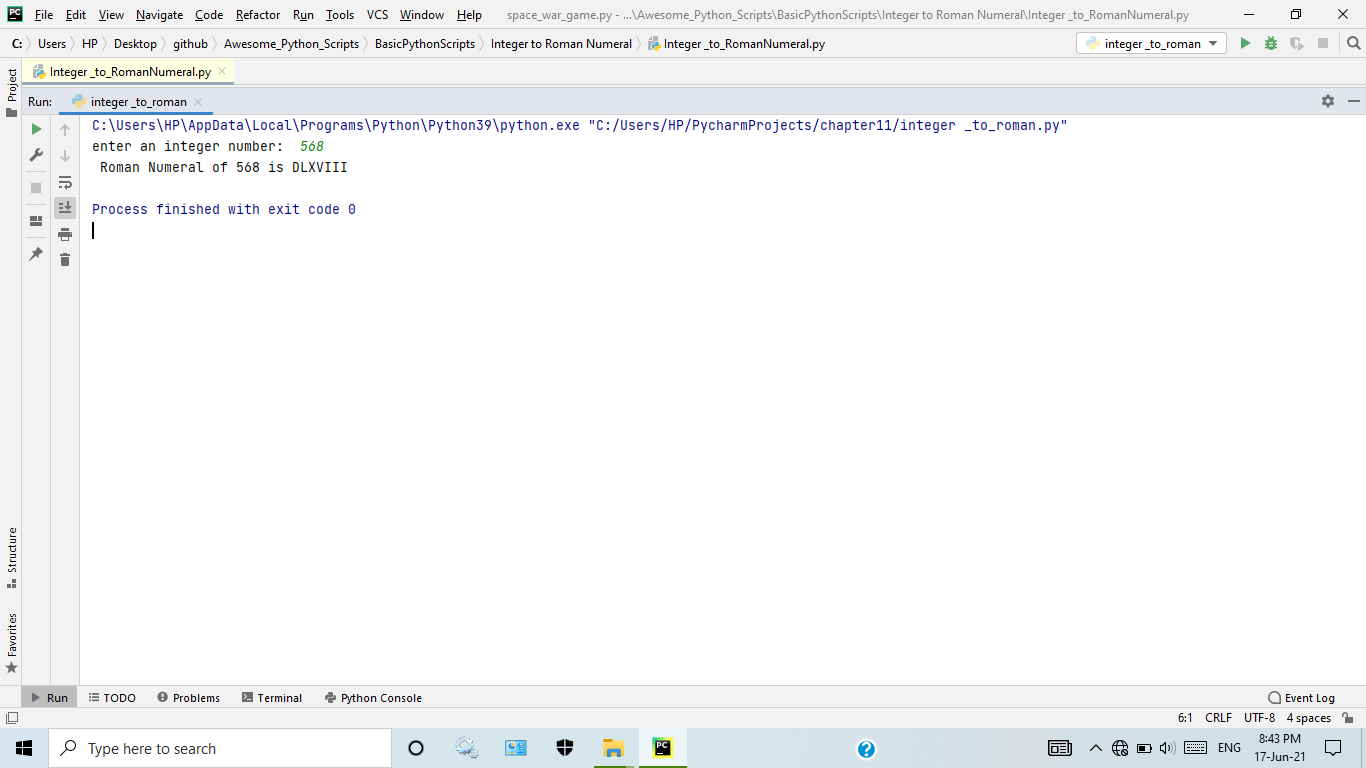 PC File Edit View Navigate Code Refactor Run Tools VCS Window Help space_war_game.py - ...\Awesome_Python_Scripts\BasicPythonScripts\Integer to Roman Numeral\Integer _to_RomanNumeral.py
C: Users HP Desktop github Awesome_Python_Scripts BasicPythonScripts Integer to Roman Numeral Integer _to_RomanNumeral.py integer _to_roman
Project
Integer _to_RomanNumeral.py
Run: integer _to_roman
C:\Users\HP\AppData\Local\Programs\Python\Python39\python.exe "C:/Users/HP/PycharmProjects/chapter11/integer _to_roman.py"
enter an integer number:  568
 Roman Numeral of 568 is DLXVIII
Process finished with exit code 0
Structure
Favorites
Run TODO Problems Terminal Python Console Event Log
6:1 CRLF UTF-8 4 spaces
Type here to search PC ENG 8:43 PM
17-Jun-21